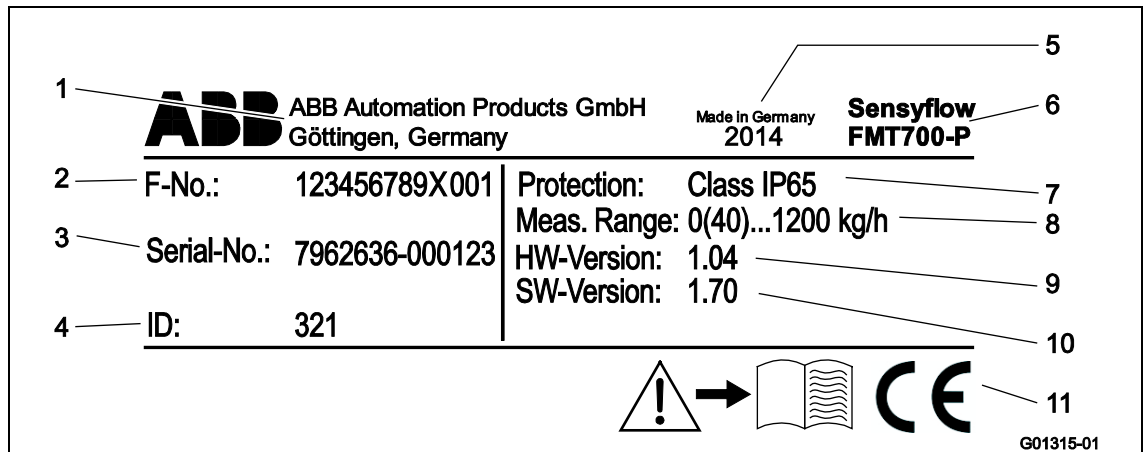 1
ABB
ABB Automation Products GmbH
Göttingen, Germany
5
Made in Germany
2014
Sensyflow
FMT700-P
6
2
F-No.: 123456789X001
3
Serial-No.: 7962636-000123
4
ID: 321
Protection: Class IP65
7
Meas. Range: 0(40)...1200 kg/h
8
HW-Version: 1.04
9
SW-Version: 1.70
10
CE
11
G01315-01